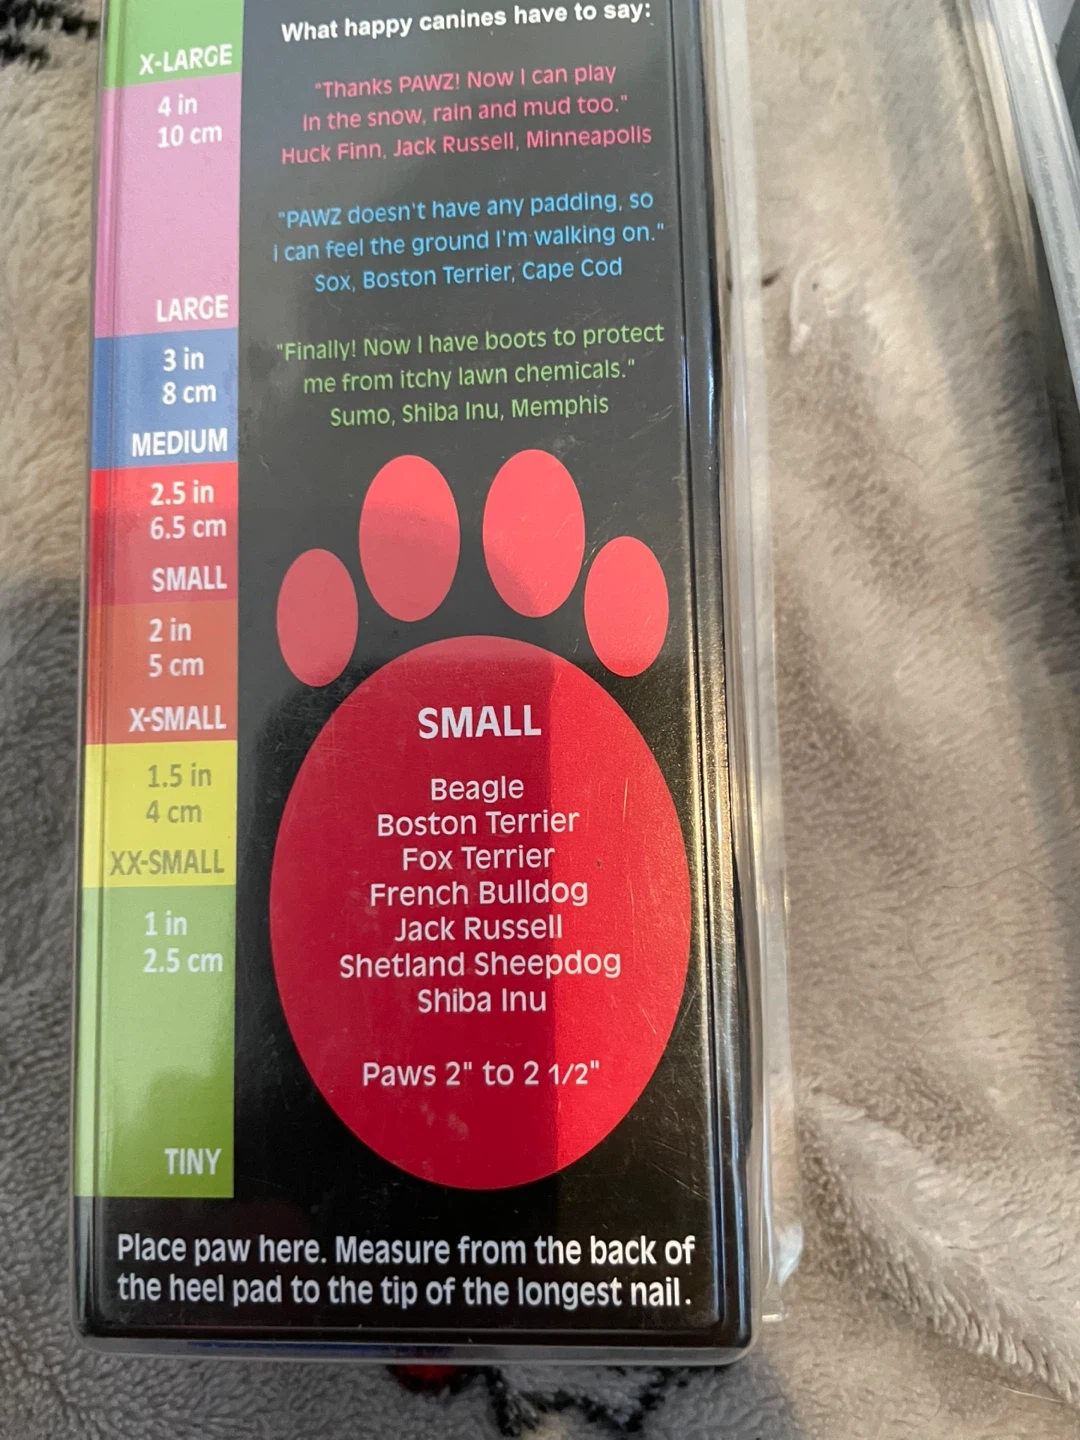 X-LARGE
4 in
10 cm
LARGE
3 in
8 cm
MEDIUM
2.5 in
6.5 cm
SMALL
2 in
5 cm
X-SMALL
1.5 in
4 cm
XX-SMALL
1 in
2.5 cm
TINY
What happy canines have to say:
"Thanks PAWZ! Now I can play
in the snow, rain and mud too."
Huck Finn, Jack Russell, Minneapolis
"PAWZ doesn't have any padding, so
i can feel the ground I'm walking on."
Sox, Boston Terrier, Cape Cod
"Finally! Now I have boots to protect
me from itchy lawn chemicals."
Sumo, Shiba Inu, Memphis
SMALL
Beagle
Boston Terrier
Fox Terrier
French Bulldog
Jack Russell
Shetland Sheepdog
Shiba Inu
Paws 2" to 2 1/2"
Place paw here. Measure from the back of
the heel pad to the tip of the longest nail.